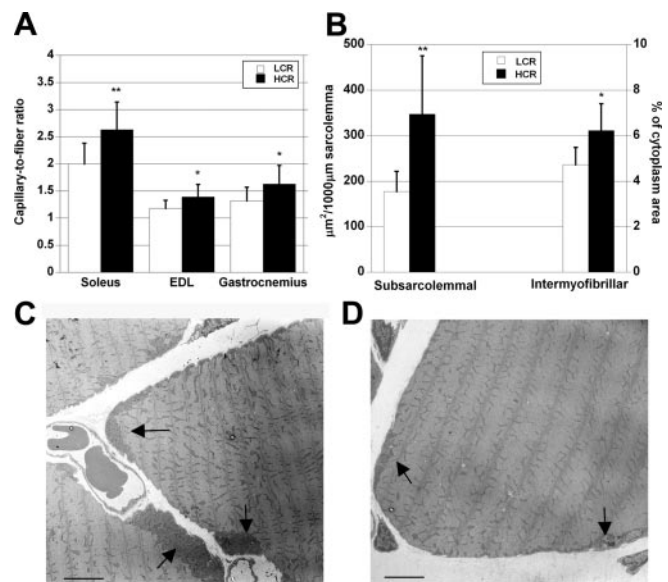 A
B
LCR
HCR
Capillary-to-fiber ratio
4
3.5
3
2.5
2
1.5
1
0.5
0
**
*
*
Soleus
EDL
Gastrocnemius
LCR
HCR
µm²/1000µm sarcolemma
500
400
300
200
100
0
**
*
10
8
6
4
2
0
% of cytoplasm area
Subsarcolemmal
Intermyofibrillar
C
D